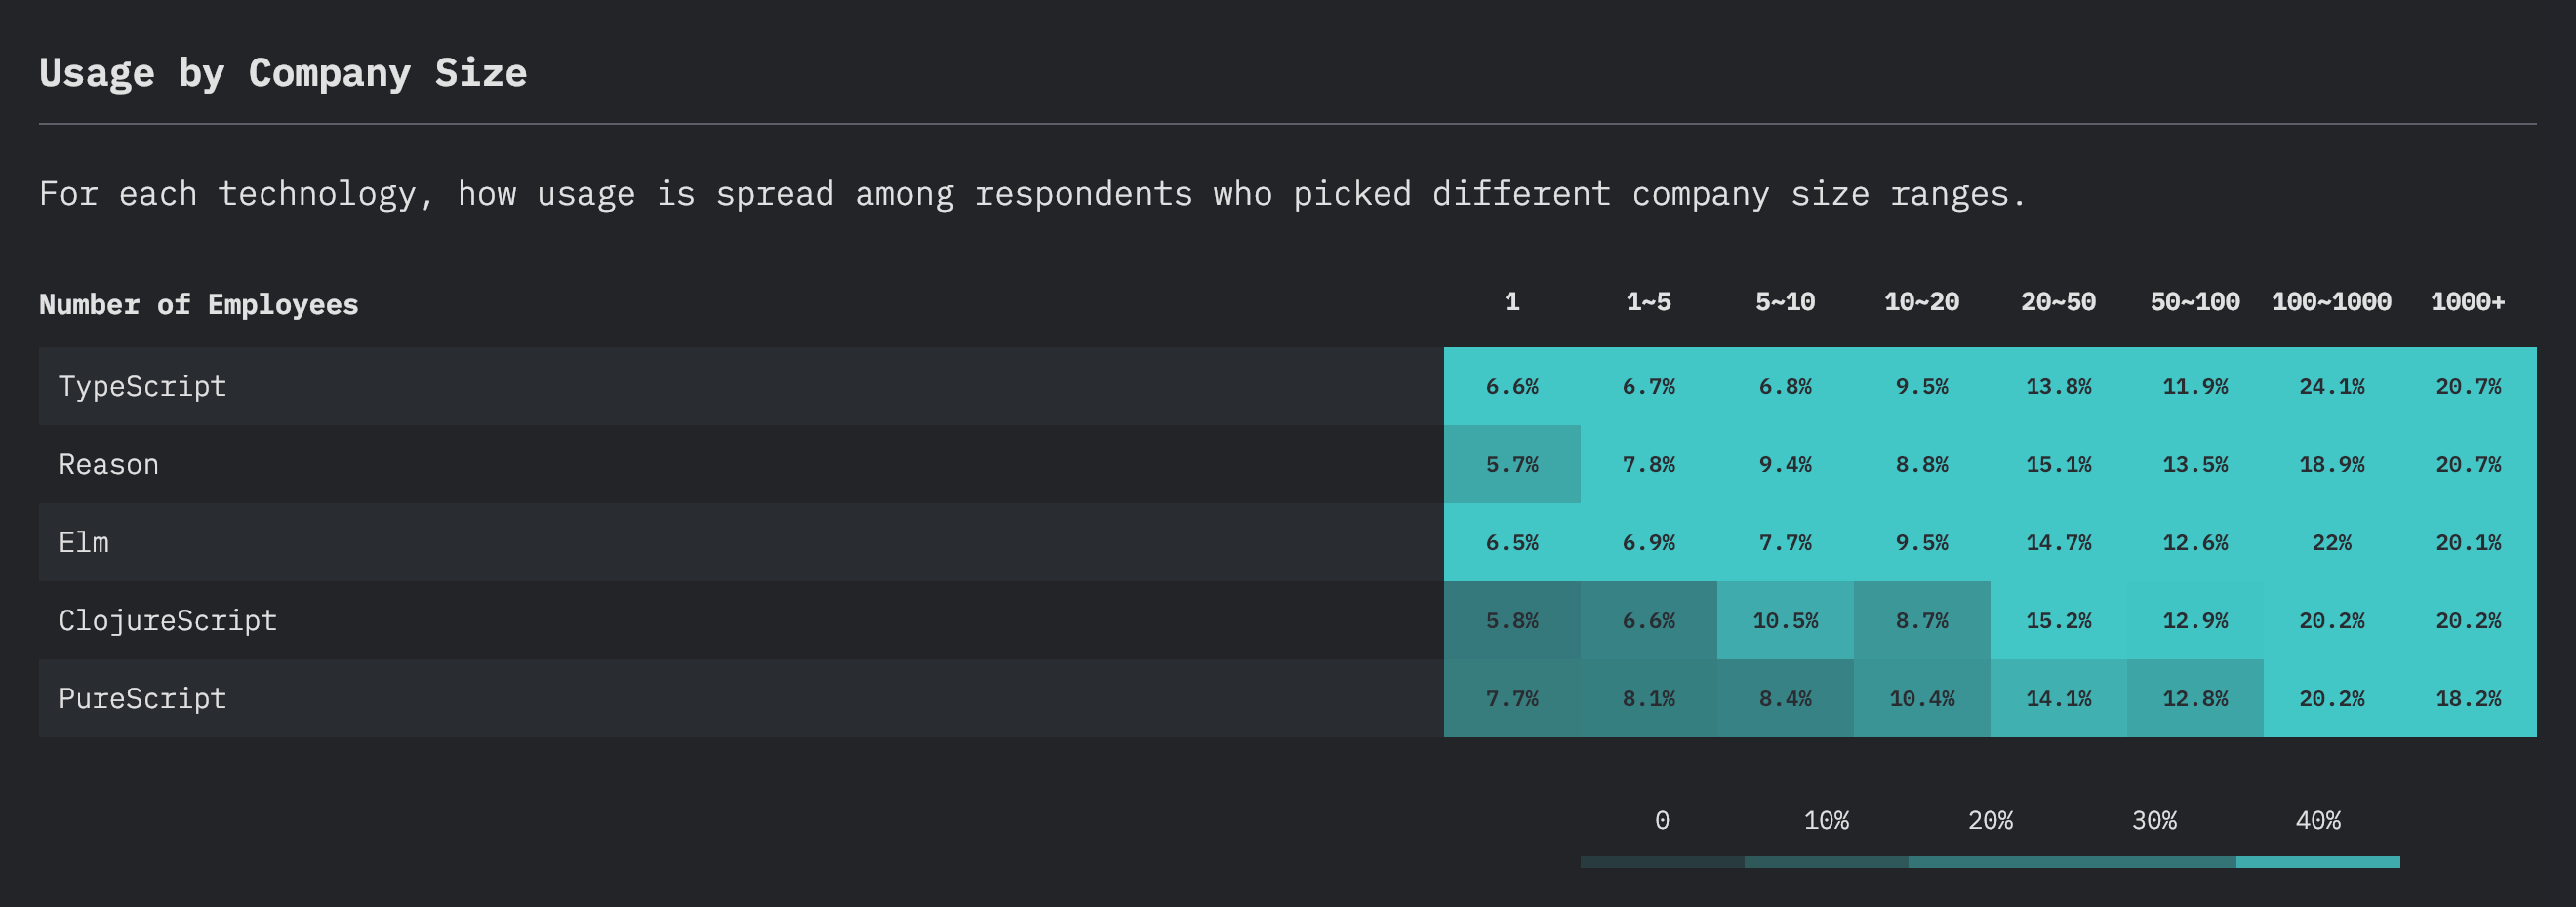 Usage by Company Size
For each technology, how usage is spread among respondents who picked different company size ranges.
Number of Employees 1 1~5 5~10 10~20 20~50 50~100 100~1000 1000+
TypeScript 6.6% 6.7% 6.8% 9.5% 13.8% 11.9% 24.1% 20.7%
Reason 5.7% 7.8% 9.4% 8.8% 15.1% 13.5% 18.9% 20.7%
Elm 6.5% 6.9% 7.7% 9.5% 14.7% 12.6% 22% 20.1%
ClojureScript 5.8% 6.6% 10.5% 8.7% 15.2% 12.9% 20.2% 20.2%
PureScript 7.7% 8.1% 8.4% 10.4% 14.1% 12.8% 20.2% 18.2%
0 10% 20% 30% 40%